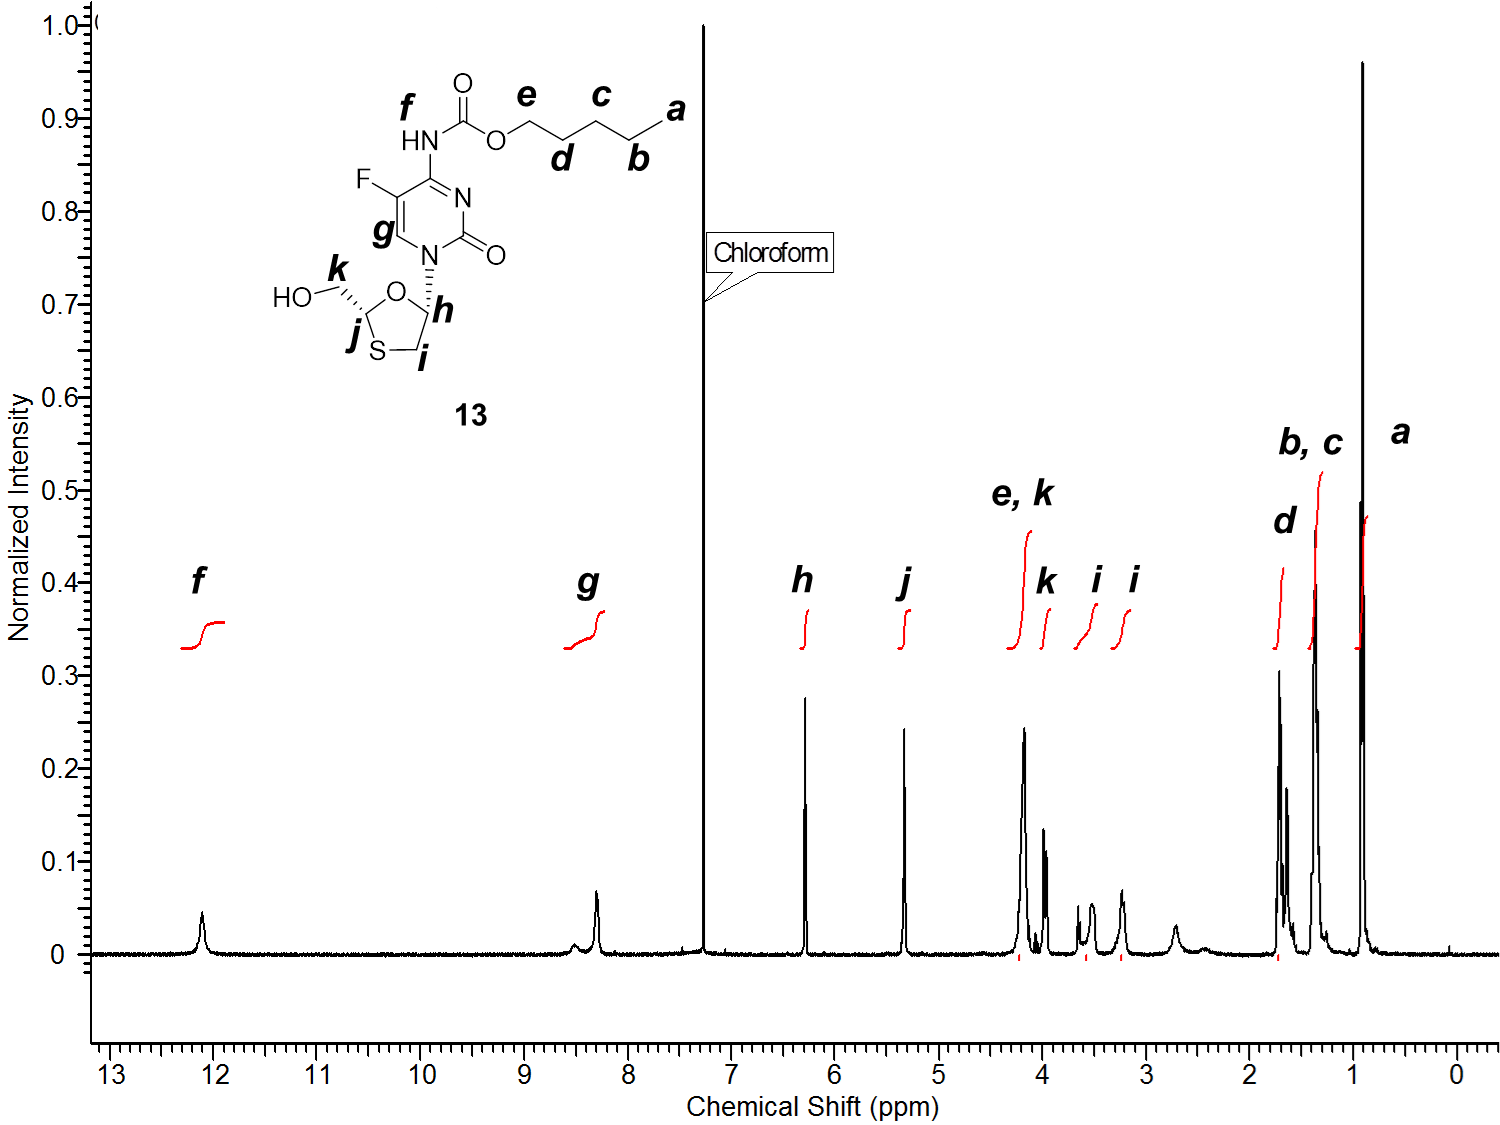 1.0
0.9
0.8
0.7
0.6
0.5
0.4
0.3
0.2
0.1
0
Normalized Intensity
O
f
e
c
a
HN
O
d
b
F
N
g
N
O
k
HO
O
h
j
S
i
13
Chloroform
f
g
h
j
e, k
k
i
i
d
b, c
a
13 12 11 10 9 8 7 6 5 4 3 2 1 0
Chemical Shift (ppm)